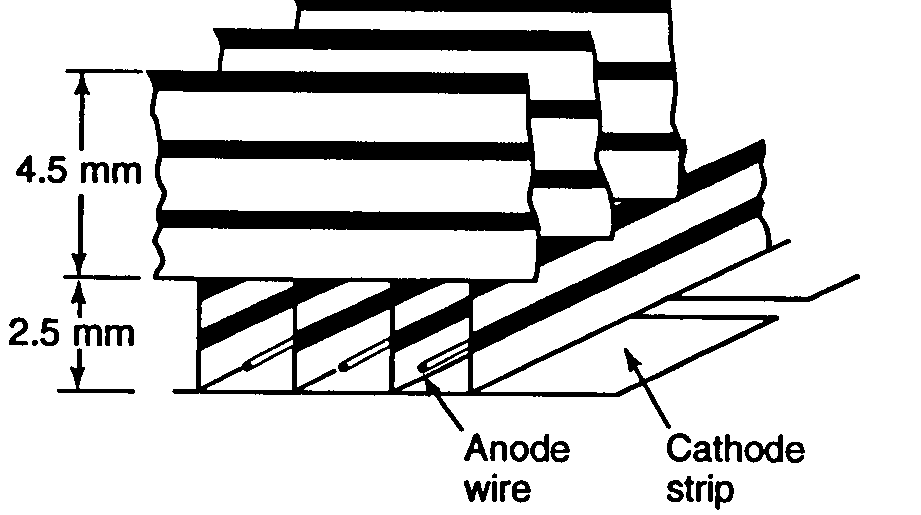 4.5 mm
2.5 mm
Anode
wire
Cathode
strip